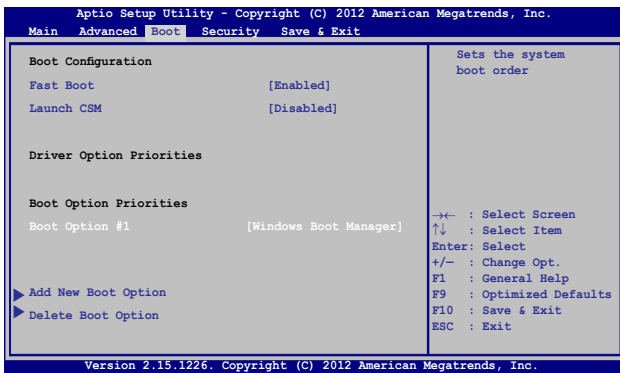 Aptio Setup Utility - Copyright (C) 2012 American Megatrends, Inc.
Main Advanced Boot Security Save & Exit
Boot Configuration
Fast Boot [Enabled]
Launch CSM [Disabled]
Driver Option Priorities
Boot Option Priorities
Boot Option #1 [Windows Boot Manager]
Add New Boot Option
Delete Boot Option
Sets the system
boot order
→← : Select Screen
↑↓ : Select Item
Enter: Select
+/— : Change Opt.
F1 : General Help
F9 : Optimized Defaults
F10 : Save & Exit
ESC : Exit
Version 2.15.1226. Copyright (C) 2012 American Megatrends, Inc.